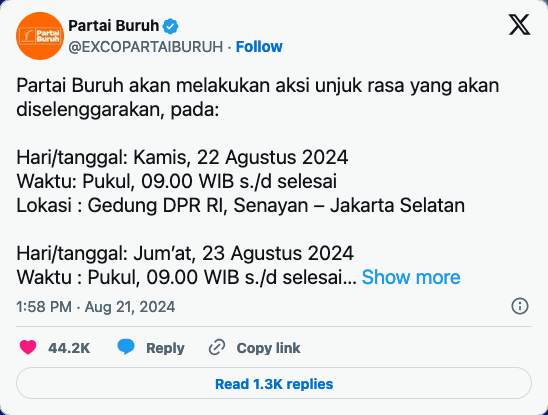 Partai Buruh
@EXCOPARTAIBURUH · Follow
Partai Buruh
Partai Buruh akan melakukan aksi unjuk rasa yang akan
diselenggarakan, pada:
Hari/tanggal: Kamis, 22 Agustus 2024
Waktu: Pukul, 09.00 WIB s./d selesai
Lokasi : Gedung DPR RI, Senayan – Jakarta Selatan
Hari/tanggal: Jum’at, 23 Agustus 2024
Waktu : Pukul, 09.00 WIB s./d selesai... Show more
1:58 PM · Aug 21, 2024
44.2K Reply Copy link
Read 1.3K replies